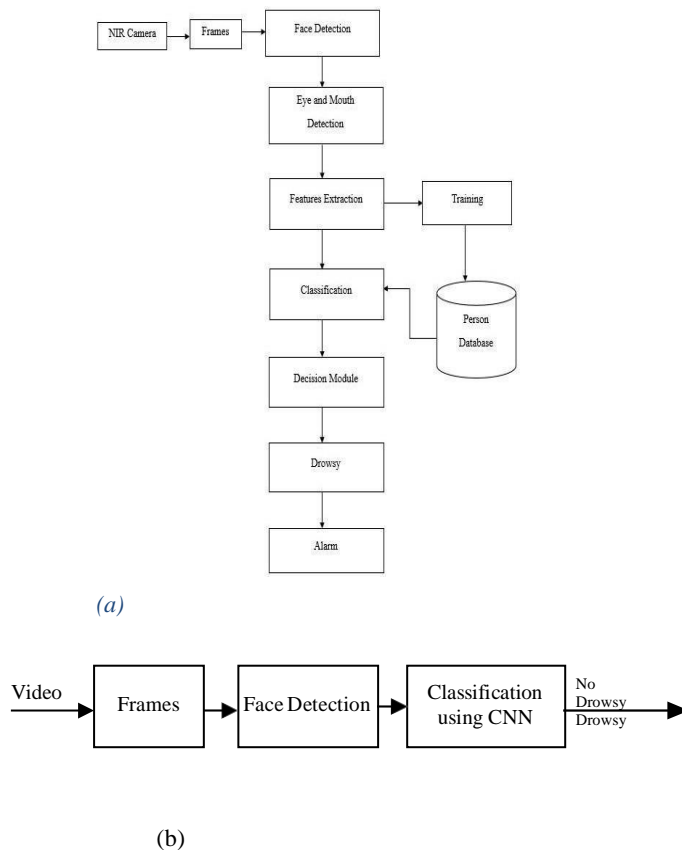 NIR Camera
Frames
Face Detection
Eye and Mouth
Detection
Features Extraction
Training
Classification
Person
Database
Decision Module
Drowsy
Alarm
(a)
Video
Frames
Face Detection
Classification
using CNN
No
Drowsy
Drowsy
(b)